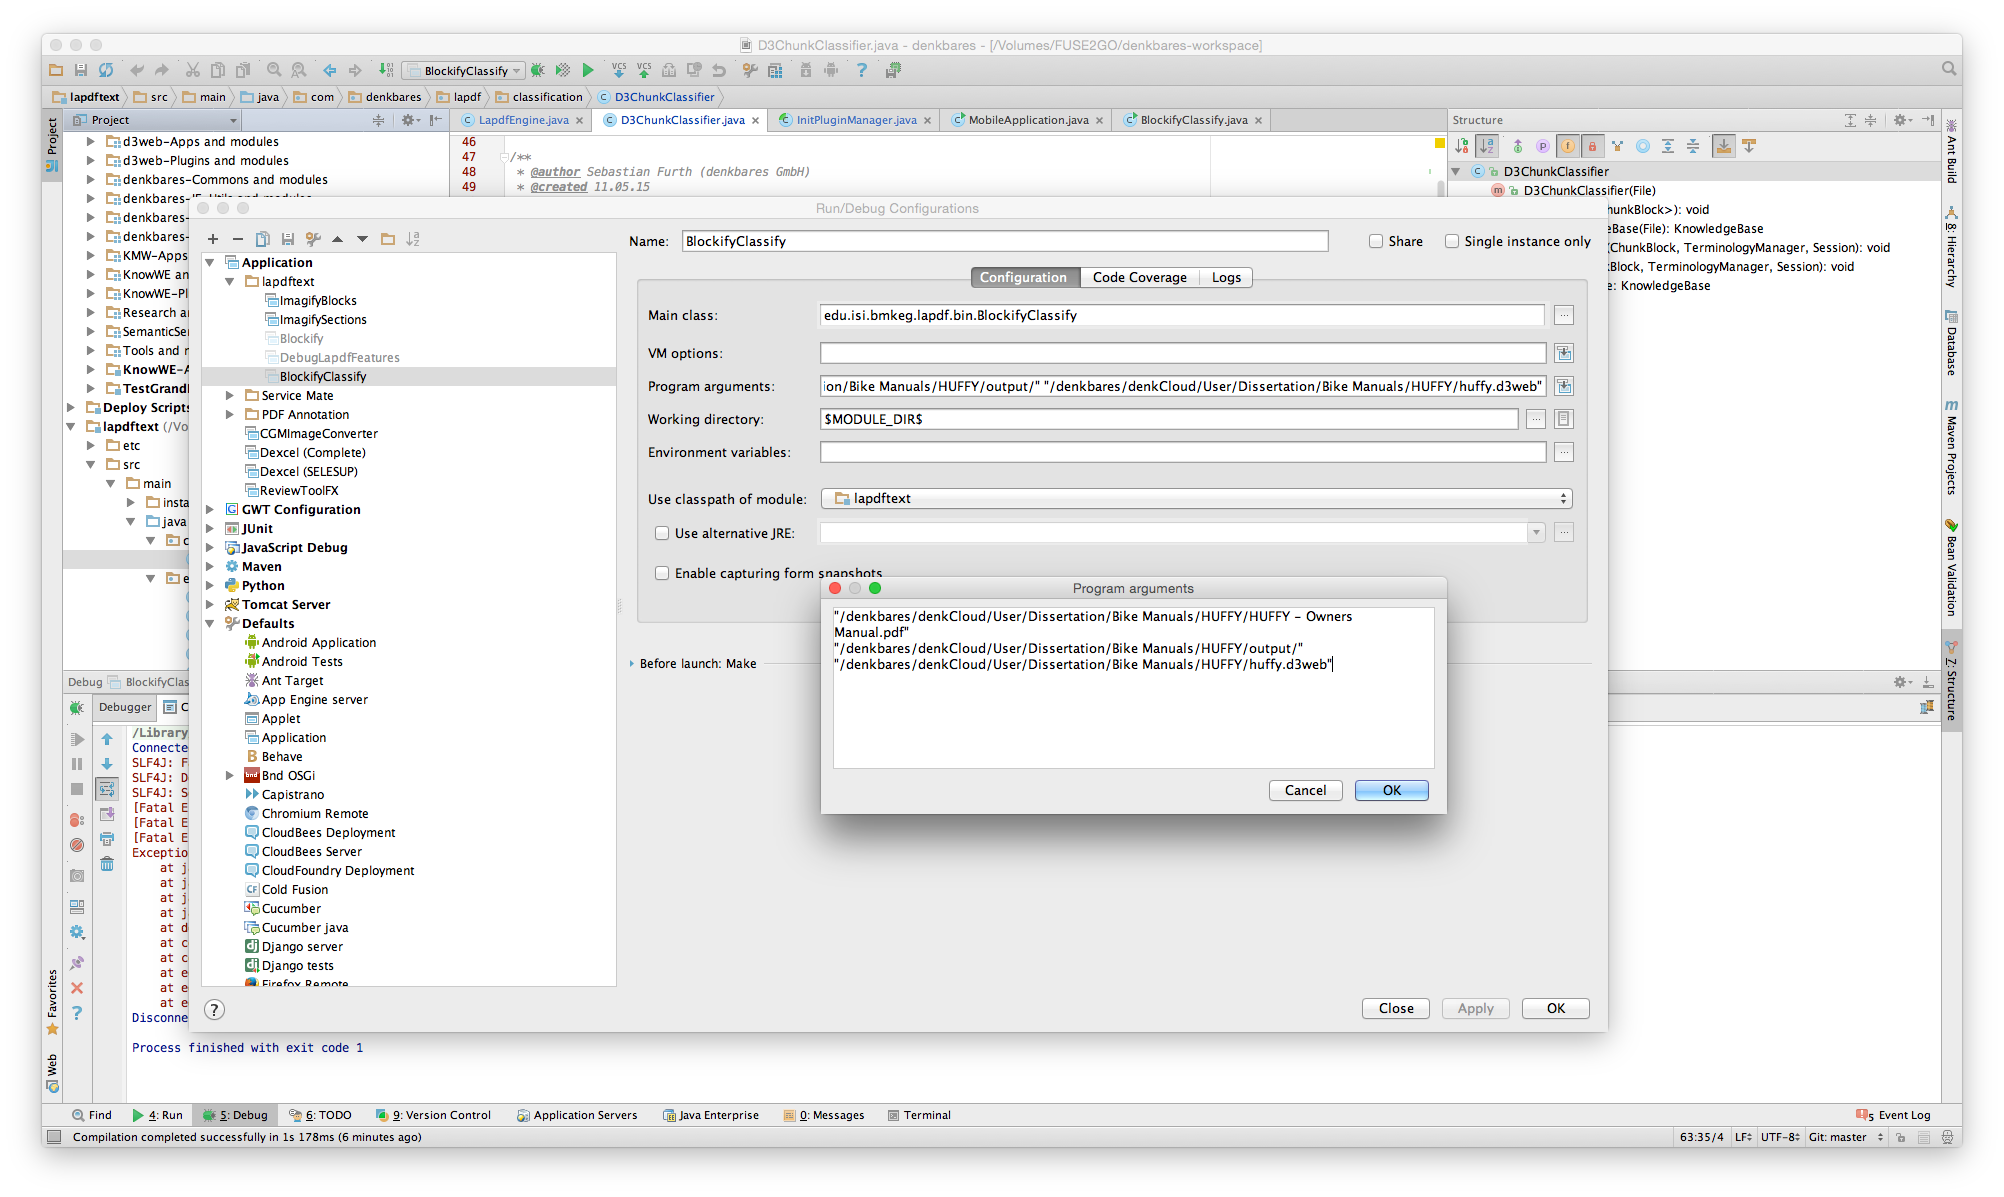 D3ChunkClassifier.java - denkbares - [/Volumes/FUSE2GO/denkbares-workspace]
BlockifyClassify
VCS VCS
lapdftext src main java com denkbares lapdf classification D3ChunkClassifier
Project
LapdfEngine.java D3ChunkClassifier.java InitPluginManager.java MobileApplication.java BlockifyClassify.java
Structure
Project
d3web-Apps and modules
d3web-Plugins and modules
denkbares-Commons and modules
denkbares-
denkbares-
KMW-Apps
KnowWE an
KnowWE-Pl
Research a
SemanticSe
Tools and
KnowWE-A
TestGrandl
Deploy Scripts
lapdftext (/Vo
etc
src
main
insta
java
c
e
46
47 /**
48 * @author Sebastian Furth (denkbares GmbH)
49 * @created 11.05.15
D3ChunkClassifier
D3ChunkClassifier(File)
hunkBlock>): void
eBase(File): KnowledgeBase
(ChunkBlock, TerminologyManager, Session): void
kBlock, TerminologyManager, Session): void
e: KnowledgeBase
Ant Build
8: Hierarchy
Database
Maven Projects
Bean Validation
Z: Structure
Run/Debug Configurations
Application
lapdftext
ImagifyBlocks
ImagifySections
Blockify
DebugLapdfFeatures
BlockifyClassify
Service Mate
PDF Annotation
CGMImageConverter
Dexcel (Complete)
Dexcel (SELESUP)
ReviewToolFX
GWT Configuration
JUnit
JavaScript Debug
Maven
Python
Tomcat Server
Defaults
Android Application
Android Tests
Ant Target
App Engine server
Applet
Application
Behave
Bnd OSGi
Capistrano
Chromium Remote
CloudBees Deployment
CloudBees Server
CloudFoundry Deployment
Cold Fusion
Cucumber
Cucumber java
Django server
Django tests
Firefox Remote
Name: BlockifyClassify
Share
Single instance only
Configuration Code Coverage Logs
Main class: edu.isi.bmkeg.lapdf.bin.BlockifyClassify
VM options:
Program arguments: ion/Bike Manuals/HUFFY/output/" "/denkbares/denkCloud/User/Dissertation/Bike Manuals/HUFFY/huffy.d3web"
Working directory: $MODULE_DIR$
Environment variables:
Use classpath of module: lapdftext
Use alternative JRE:
Enable capturing form snapshots
Before launch: Make
Program arguments
"/denkbares/denkCloud/User/Dissertation/Bike Manuals/HUFFY/HUFFY - Owners
Manual.pdf"
"/denkbares/denkCloud/User/Dissertation/Bike Manuals/HUFFY/output/"
"/denkbares/denkCloud/User/Dissertation/Bike Manuals/HUFFY/huffy.d3web"
Cancel OK
? Close Apply OK
Debug BlockifyClas
Debugger C
/Library
Connecte
SLF4J: F
SLF4J: D
SLF4J: S
[Fatal E
[Fatal E
[Fatal E
Exceptio
at j
at j
at j
at j
at d
at c
at c
at e
at e
at e
Disconne
Process finished with exit code 1
Favorites
Web
Find 4: Run 5: Debug 6: TODO 9: Version Control Application Servers Java Enterprise 0: Messages Terminal 5 Event Log
Compilation completed successfully in 1s 178ms (6 minutes ago) 63:35/4 LF UTF-8 Git: master